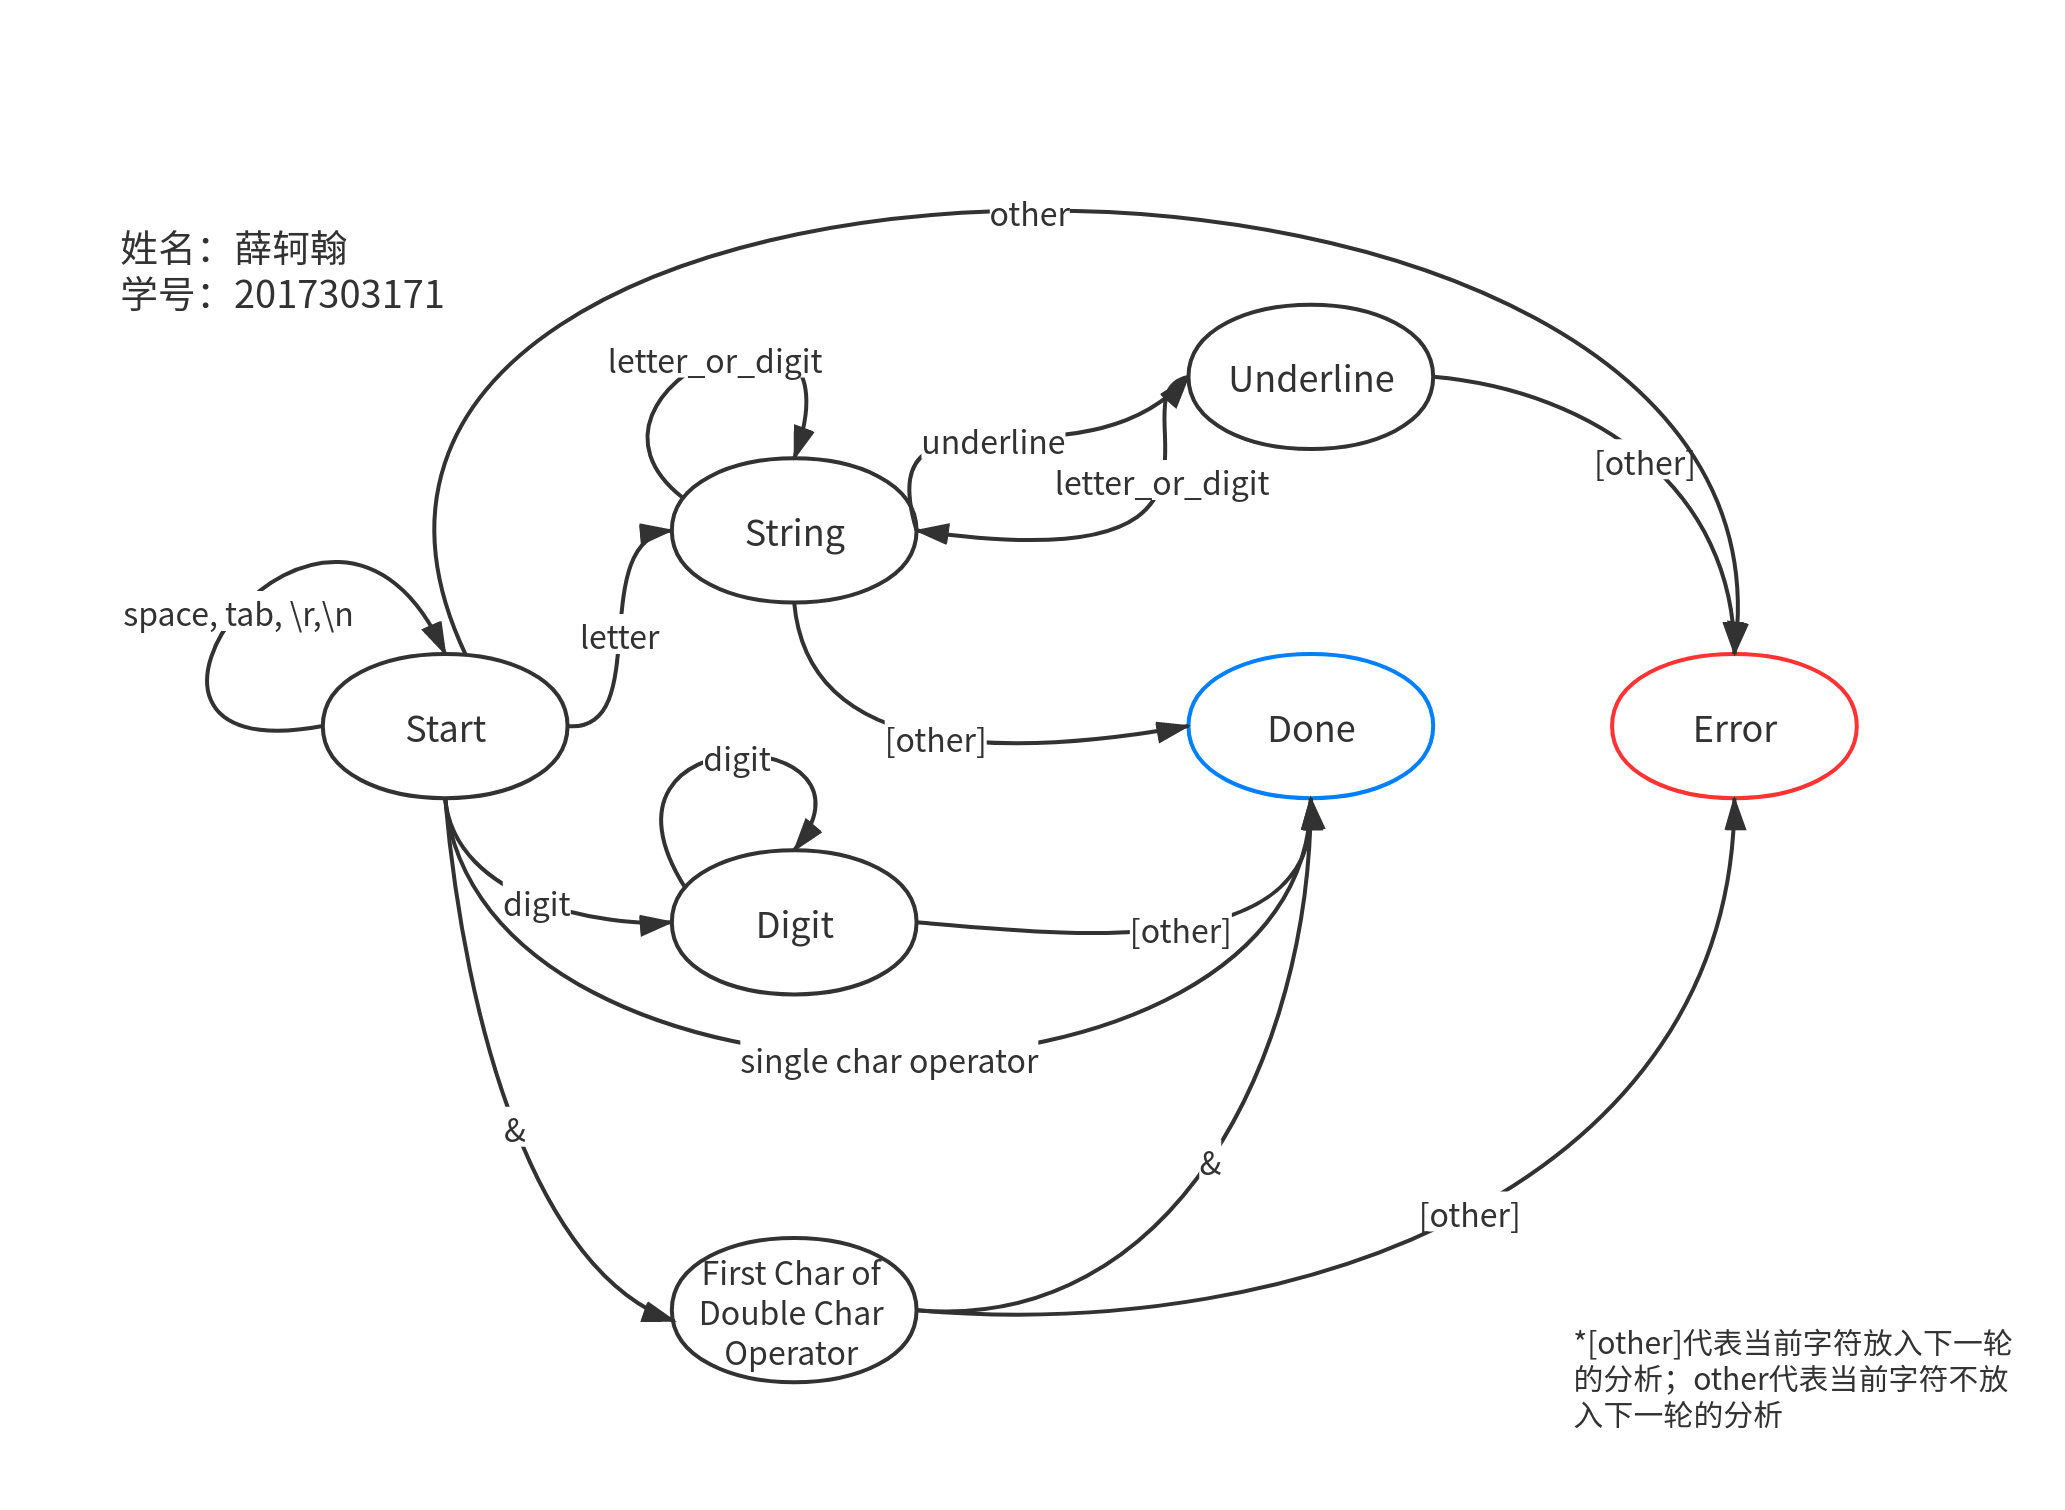 other
姓名：薛轲翰
学号：2017303171
letter_or_digit
Underline
underline
[other]
letter_or_digit
String
space, tab, \r,\n
letter
Start
[other]
Done
Error
digit
digit
Digit
[other]
single char operator
&
&
[other]
First Char of
Double Char
Operator
*[other]代表当前字符放入下一轮
的分析；other代表当前字符不放
入下一轮的分析